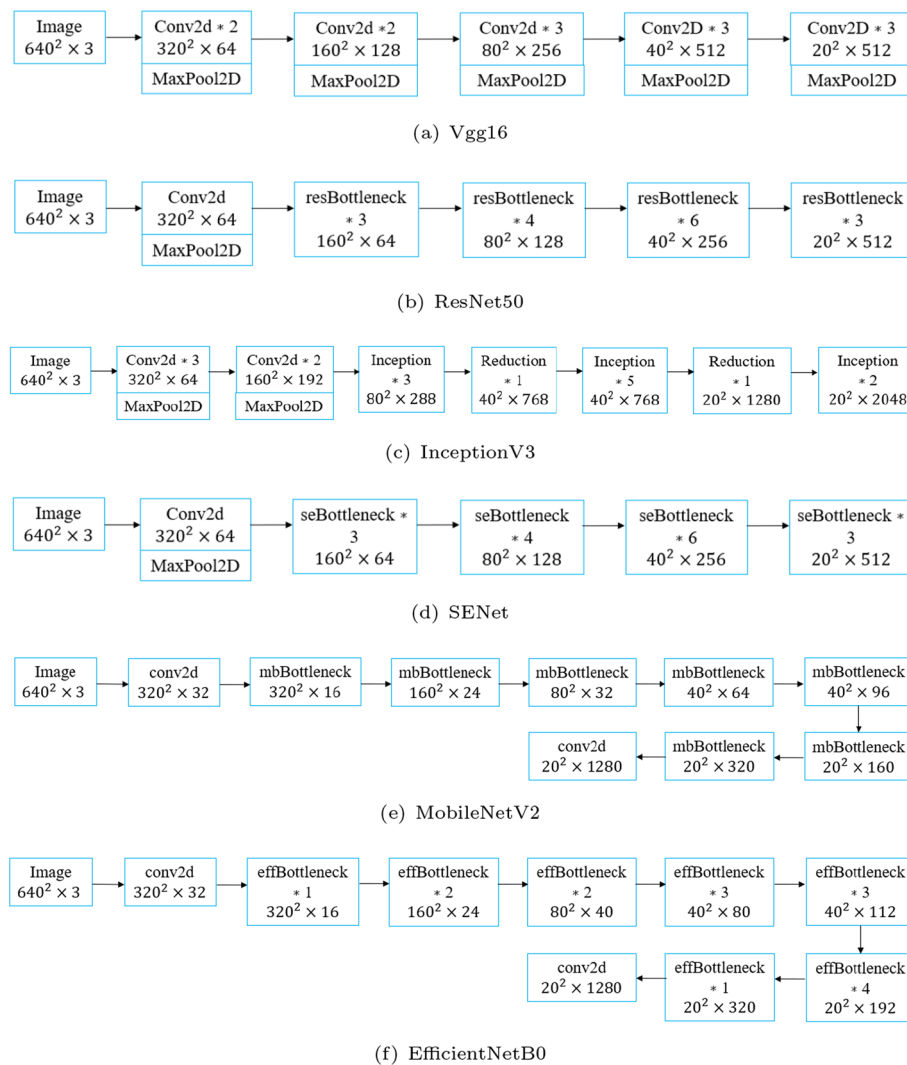 Image
640² × 3
Conv2d * 2
320² × 64
MaxPool2D
Conv2d *2
160² × 128
MaxPool2D
Conv2d * 3
80² × 256
MaxPool2D
Conv2D * 3
40² × 512
MaxPool2D
Conv2D * 3
20² × 512
MaxPool2D
(a) Vgg16
Image
640² × 3
Conv2d
320² × 64
MaxPool2D
resBottleneck
* 3
160² × 64
resBottleneck
* 4
80² × 128
resBottleneck
* 6
40² × 256
resBottleneck
* 3
20² × 512
(b) ResNet50
Image
640² × 3
Conv2d * 3
320² × 64
MaxPool2D
Conv2d * 2
160² × 192
MaxPool2D
Inception
* 3
80² × 288
Reduction
* 1
40² × 768
Inception
* 5
40² × 768
Reduction
* 1
20² × 1280
Inception
* 2
20² × 2048
(c) InceptionV3
Image
640² × 3
Conv2d
320² × 64
MaxPool2D
seBottleneck *
3
160² × 64
seBottleneck
* 4
80² × 128
seBottleneck
* 6
40² × 256
seBottleneck *
3
20² × 512
(d) SENet
Image
640² × 3
conv2d
320² × 32
mbBottleneck
320² × 16
mbBottleneck
160² × 24
mbBottleneck
80² × 32
mbBottleneck
40² × 64
mbBottleneck
40² × 96
mbBottleneck
20² × 160
mbBottleneck
20² × 320
conv2d
20² × 1280
(e) MobileNetV2
Image
640² × 3
conv2d
320² × 32
effBottleneck
* 1
320² × 16
effBottleneck
* 2
160² × 24
effBottleneck
* 2
80² × 40
effBottleneck
* 3
40² × 80
effBottleneck
* 3
40² × 112
effBottleneck
* 4
20² × 192
effBottleneck
* 1
20² × 320
conv2d
20² × 1280
(f) EfficientNetB0